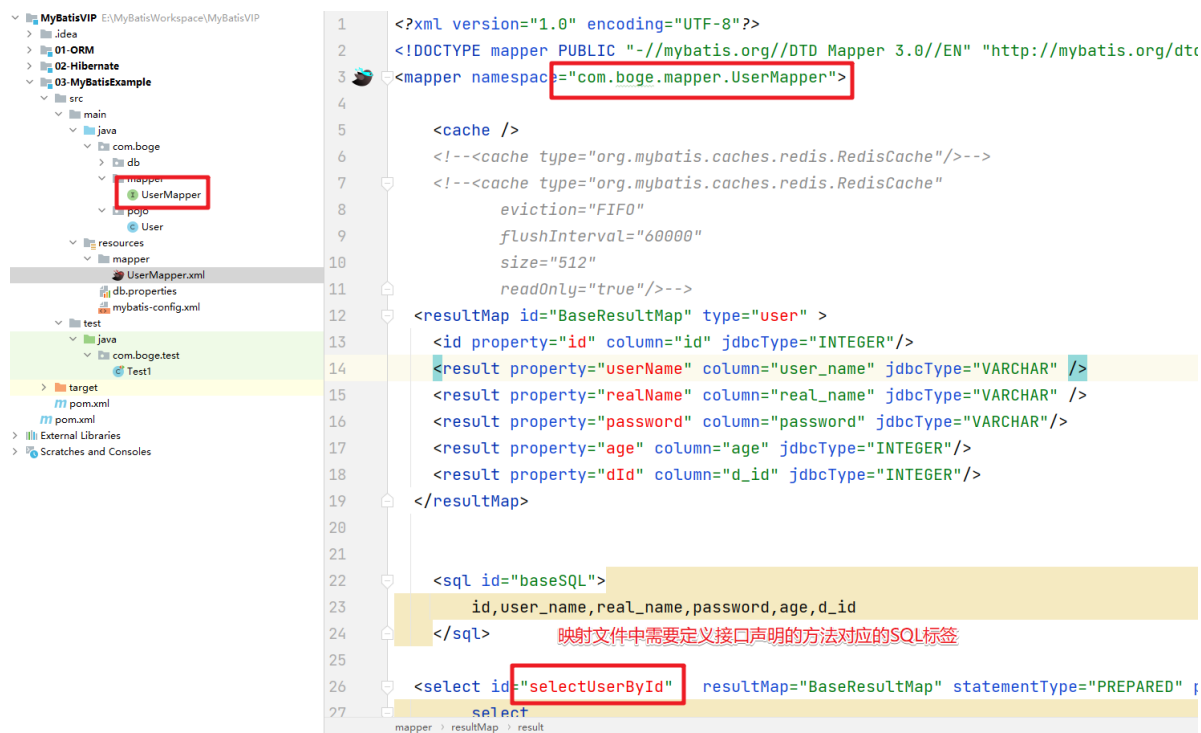 MyBatisVIP E:\MyBatisWorkspace\MyBatisVIP
.idea
01-ORM
02-Hibernate
03-MyBatisExample
src
main
java
com.boge
db
mapper
UserMapper
pojo
User
resources
mapper
UserMapper.xml
db.properties
mybatis-config.xml
test
java
com.boge.test
Test1
target
pom.xml
pom.xml
External Libraries
Scratches and Consoles
1 <?xml version="1.0" encoding="UTF-8"?>
2 <!DOCTYPE mapper PUBLIC "-//mybatis.org//DTD Mapper 3.0//EN" "http://mybatis.org/dtd
3 <mapper namespace="com.boge.mapper.UserMapper">
4
5 <cache />
6 <!--<cache type="org.mybatis.caches.redis.RedisCache"/>-->
7 <!--<cache type="org.mybatis.caches.redis.RedisCache"
8 eviction="FIFO"
9 flushInterval="60000"
10 size="512"
11 readOnly="true"/>-->
12 <resultMap id="BaseResultMap" type="user" >
13 <id property="id" column="id" jdbcType="INTEGER"/>
14 <result property="userName" column="user_name" jdbcType="VARCHAR" />
15 <result property="realName" column="real_name" jdbcType="VARCHAR" />
16 <result property="password" column="password" jdbcType="VARCHAR"/>
17 <result property="age" column="age" jdbcType="INTEGER"/>
18 <result property="dId" column="d_id" jdbcType="INTEGER"/>
19 </resultMap>
20
21
22 <sql id="baseSQL">
23 id,user_name,real_name,password,age,d_id
24 </sql> 映射文件中需要定义接口声明的方法对应的SQL标签
25
26 <select id="selectUserById" resultMap="BaseResultMap" statementType="PREPARED" p
27 select
mapper › resultMap › result